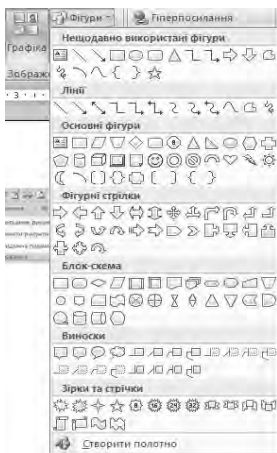 Фігури
Гіперпосилання
Графіка
Зображ
Нещодавно використані фігури
Лінії
Основні фігури
Фігурні стрілки
Блок-схема
Виноски
Зірки та стрічки
Створити полотно